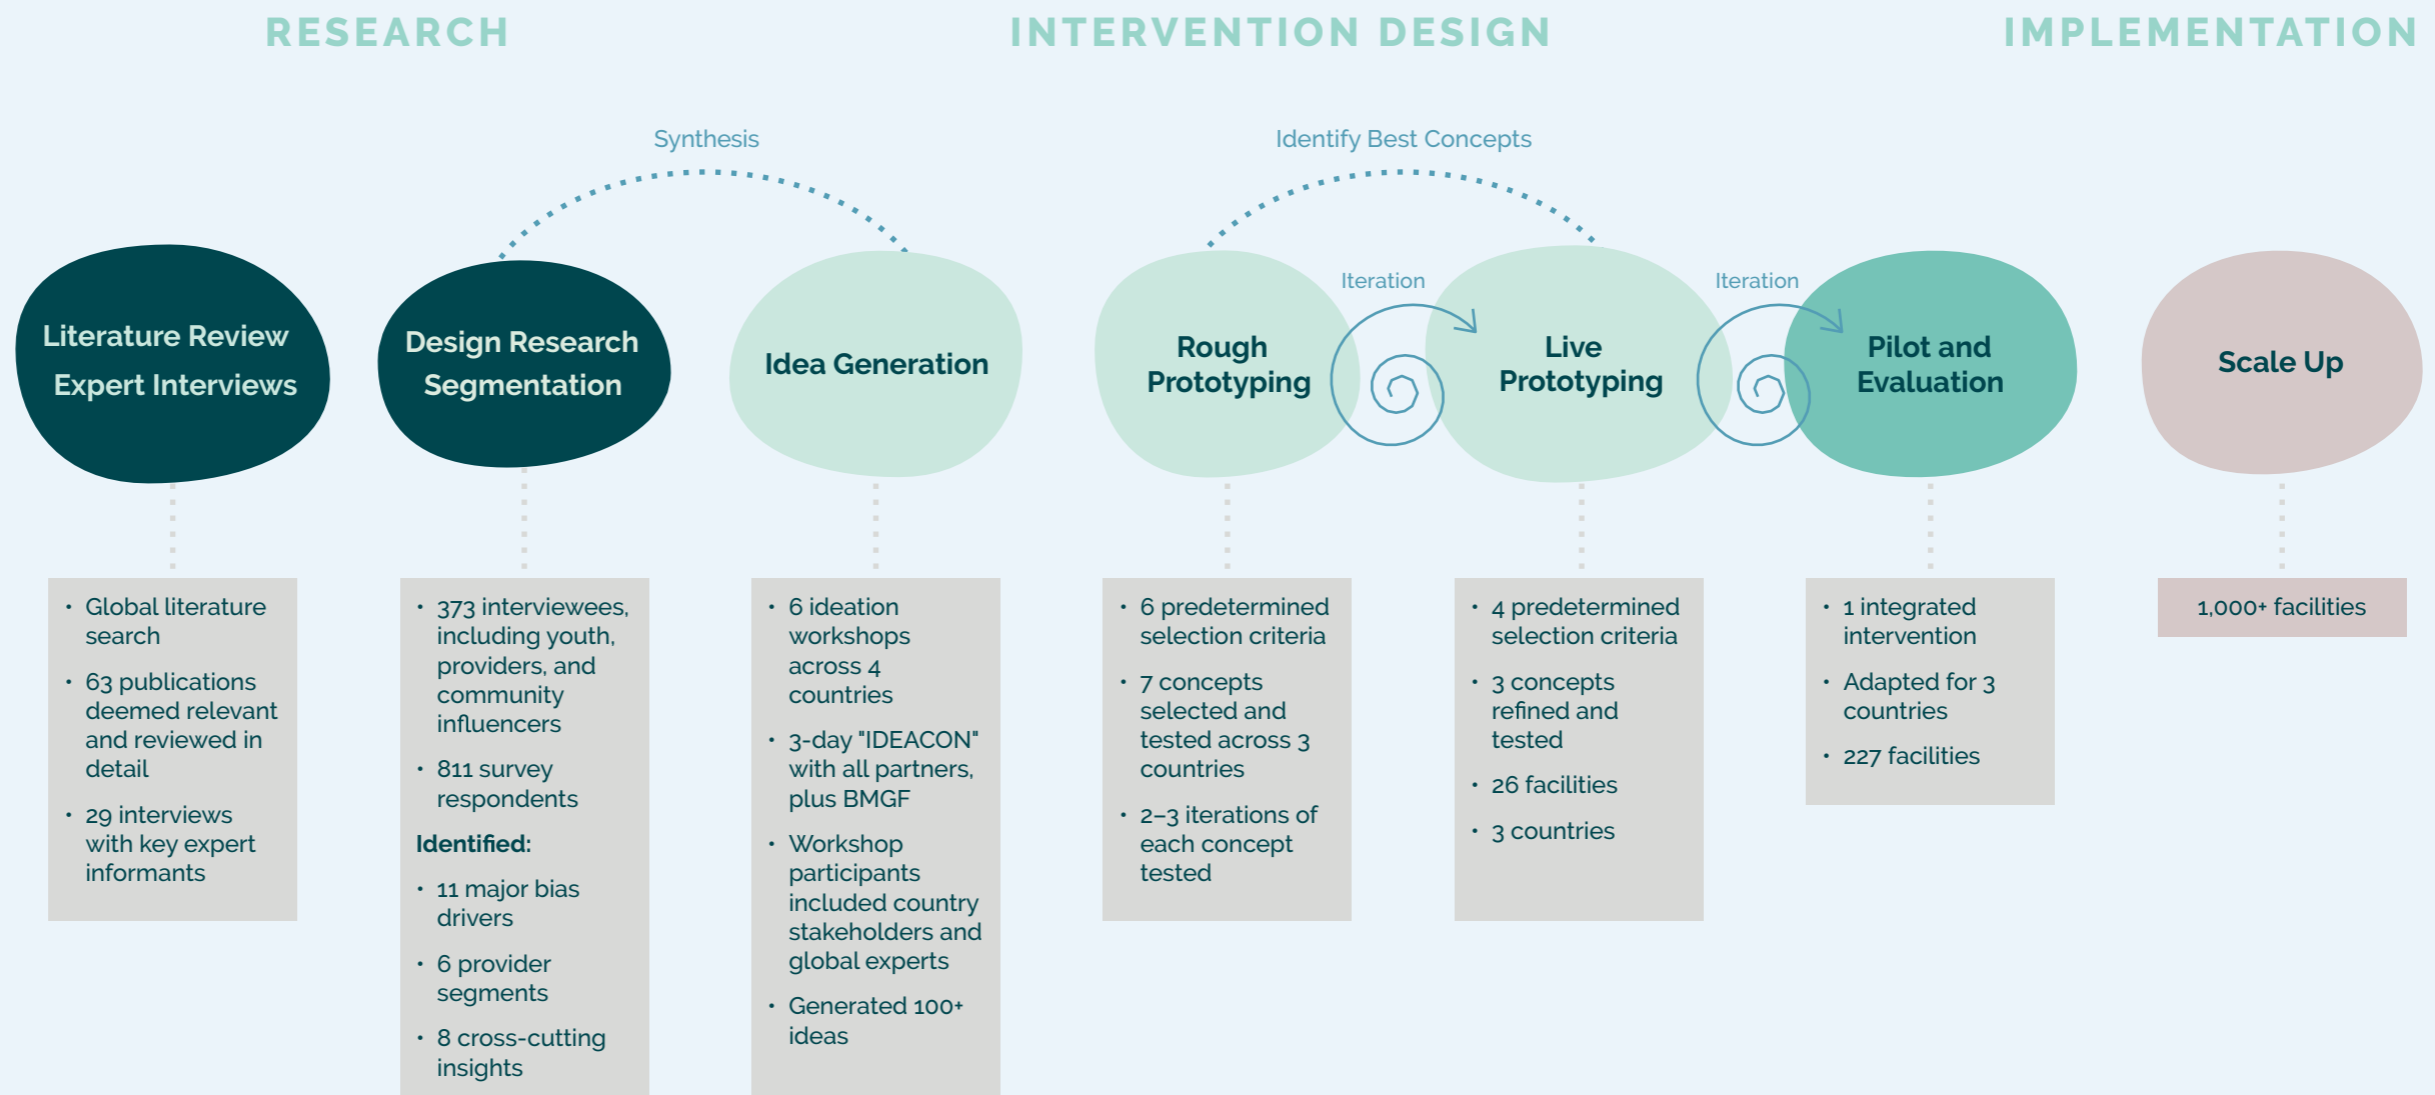 RESEARCH
INTERVENTION DESIGN
IMPLEMENTATION
Synthesis
Identify Best Concepts
Literature Review
Expert Interviews
Design Research
Segmentation
Idea Generation
Rough
Prototyping
Iteration
Live
Prototyping
Iteration
Pilot and
Evaluation
Scale Up
• Global literature
search
• 63 publications
deemed relevant
and reviewed in
detail
• 29 interviews
with key expert
informants
• 373 interviewees,
including youth,
providers, and
community
influencers
• 811 survey
respondents
Identified:
• 11 major bias
drivers
• 6 provider
segments
• 8 cross-cutting
insights
• 6 ideation
workshops
across 4
countries
• 3-day "IDEACON"
with all partners,
plus BMGF
• Workshop
participants
included country
stakeholders and
global experts
• Generated 100+
ideas
• 6 predetermined
selection criteria
• 7 concepts
selected and
tested across 3
countries
• 2–3 iterations of
each concept
tested
• 4 predetermined
selection criteria
• 3 concepts
refined and
tested
• 26 facilities
• 3 countries
• 1 integrated
intervention
• Adapted for 3
countries
• 227 facilities
1,000+ facilities